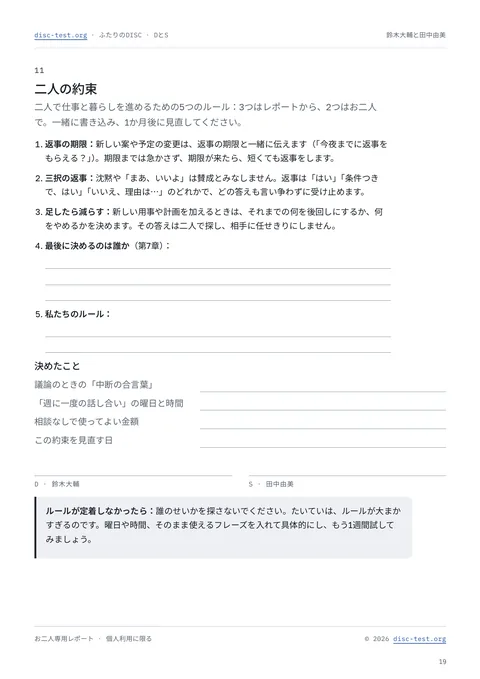 disc-test.org · ふたりのDISC · DとS
鈴木大輔と田中由美
11
二人の約束
二人で仕事と暮らしを進めるための5つのルール：3つはレポートから、2つはお二人
で。一緒に書き込み、1か月後に見直してください。
1. 返事の期限：新しい案や予定の変更は、返事の期限と一緒に伝えます（「今夜までに返事を
もらえる？」）。期限までは急かさず、期限が来たら、短くても返事をします。
2. 三択の返事：沈黙や「まあ、いいよ」は賛成とみなしません。返事は「はい」「条件つき
で、はい」「いいえ、理由は…」のどれかで、どの答えも言い争わずに受け止めます。
3. 足したら減らす：新しい用事や計画を加えるときは、それまでの何を後回しにするか、何
をやめるかを決めます。その答えは二人で探し、相手に任せきりにしません。
4. 最後に決めるのは誰か（第7章）：
5. 私たちのルール：
決めたこと
議論のときの「中断の合言葉」
「週に一度の話し合い」の曜日と時間
相談なしで使ってよい金額
この約束を見直す日
D · 鈴木大輔
S · 田中由美
ルールが定着しなかったら：誰のせいかを探さないでください。たいていは、ルールが大まか
すぎるのです。曜日や時間、そのまま使えるフレーズを入れて具体的にし、もう1週間試して
みましょう。
お二人専用レポート · 個人利用に限る
© 2026 disc-test.org
19